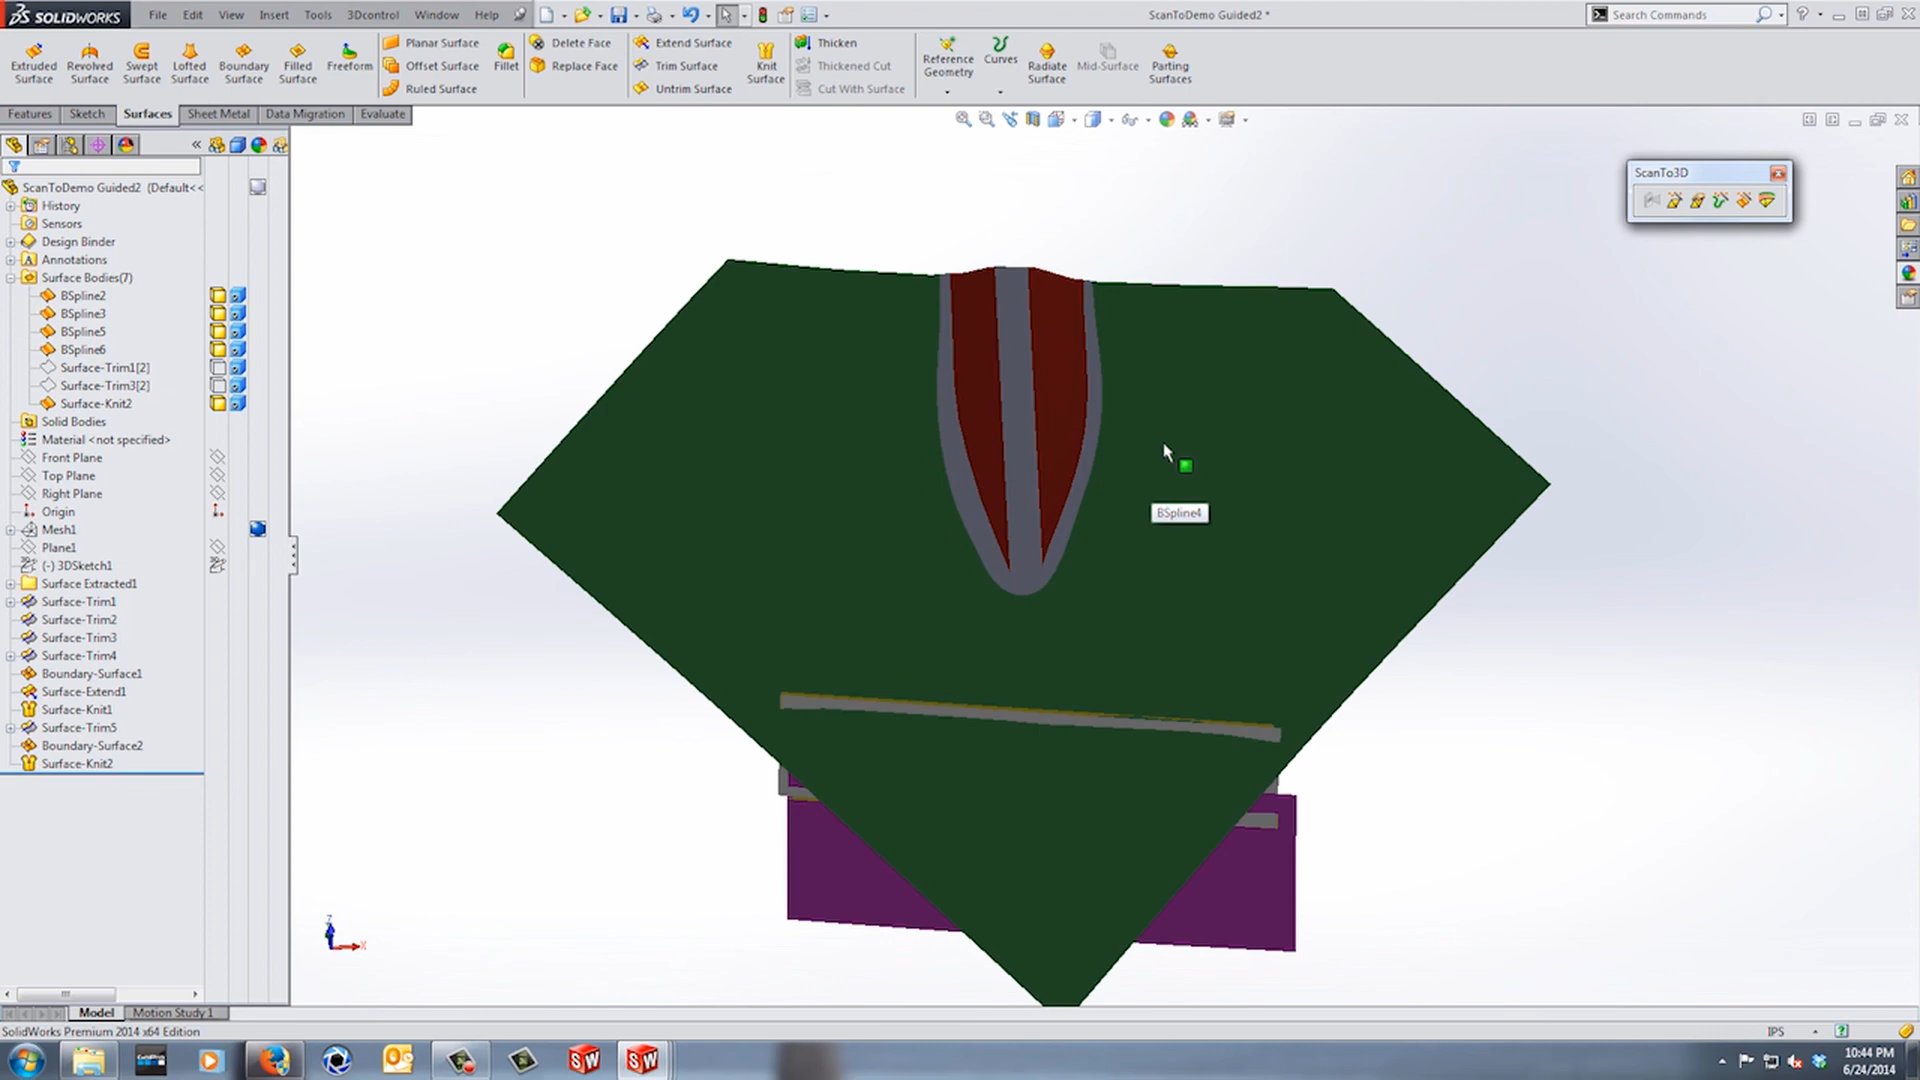 SOLIDWORKS File Edit View Insert Tools 3Dcontrol Window Help ScanToDemo Guided2 * Search Commands
Extruded Surface
Revolved Surface
Swept Surface
Lofted Surface
Boundary Surface
Filled Surface
Freeform
Planar Surface
Offset Surface
Ruled Surface
Fillet
Delete Face
Replace Face
Extend Surface
Trim Surface
Untrim Surface
Knit Surface
Thicken
Thickened Cut
Cut With Surface
Reference Geometry
Curves
Radiate Surface
Mid-Surface
Parting Surfaces
Features Sketch Surfaces Sheet Metal Data Migration Evaluate
ScanTo3D
ScanToDemo Guided2 (Default<<
History
Sensors
Design Binder
Annotations
Surface Bodies(7)
BSpline2
BSpline3
BSpline5
BSpline6
Surface-Trim1[2]
Surface-Trim3[2]
Surface-Knit2
Solid Bodies
Material <not specified>
Front Plane
Top Plane
Right Plane
Origin
Mesh1
Plane1
(-) 3DSketch1
Surface Extracted1
Surface-Trim1
Surface-Trim2
Surface-Trim3
Surface-Trim4
Boundary-Surface1
Surface-Extend1
Surface-Knit1
Surface-Trim5
Boundary-Surface2
Surface-Knit2
BSpline4
Z
X
Model Motion Study 1
SolidWorks Premium 2014 x64 Edition IPS
10:44 PM
6/24/2014